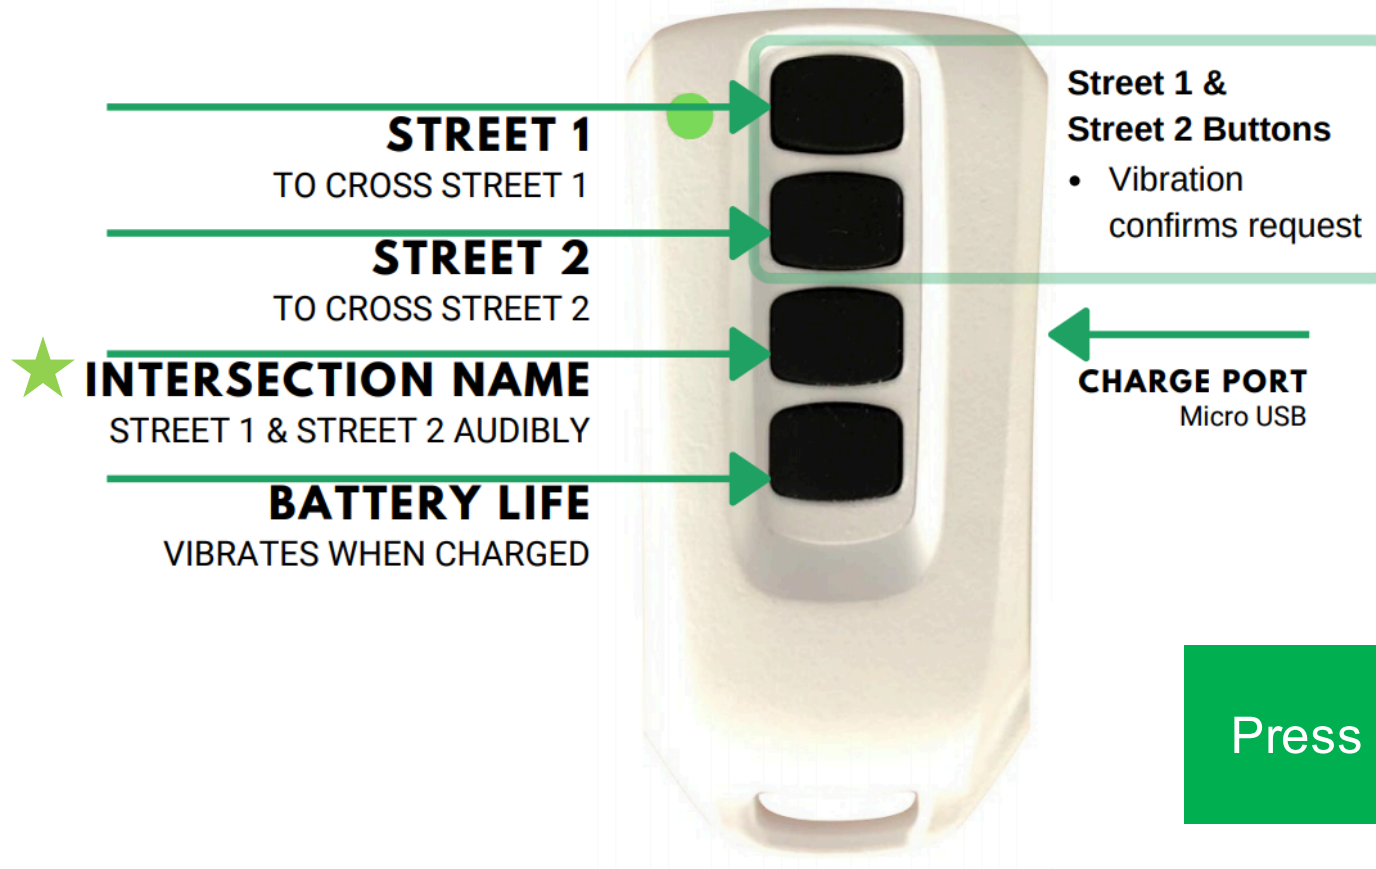 STREET 1
TO CROSS STREET 1
STREET 2
TO CROSS STREET 2
INTERSECTION NAME
STREET 1 & STREET 2 AUDIBLY
BATTERY LIFE
VIBRATES WHEN CHARGED
Street 1 &
Street 2 Buttons
• Vibration
confirms request
CHARGE PORT
Micro USB
Press